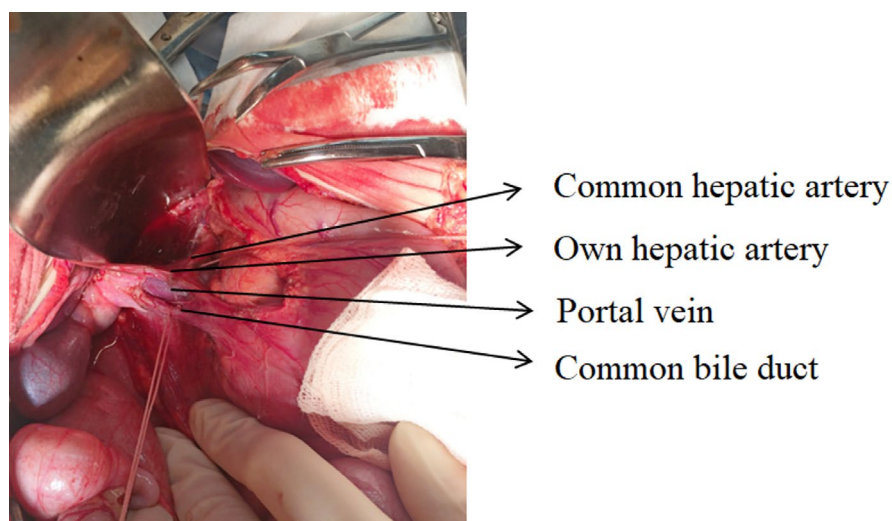 Common hepatic artery
Own hepatic artery
Portal vein
Common bile duct